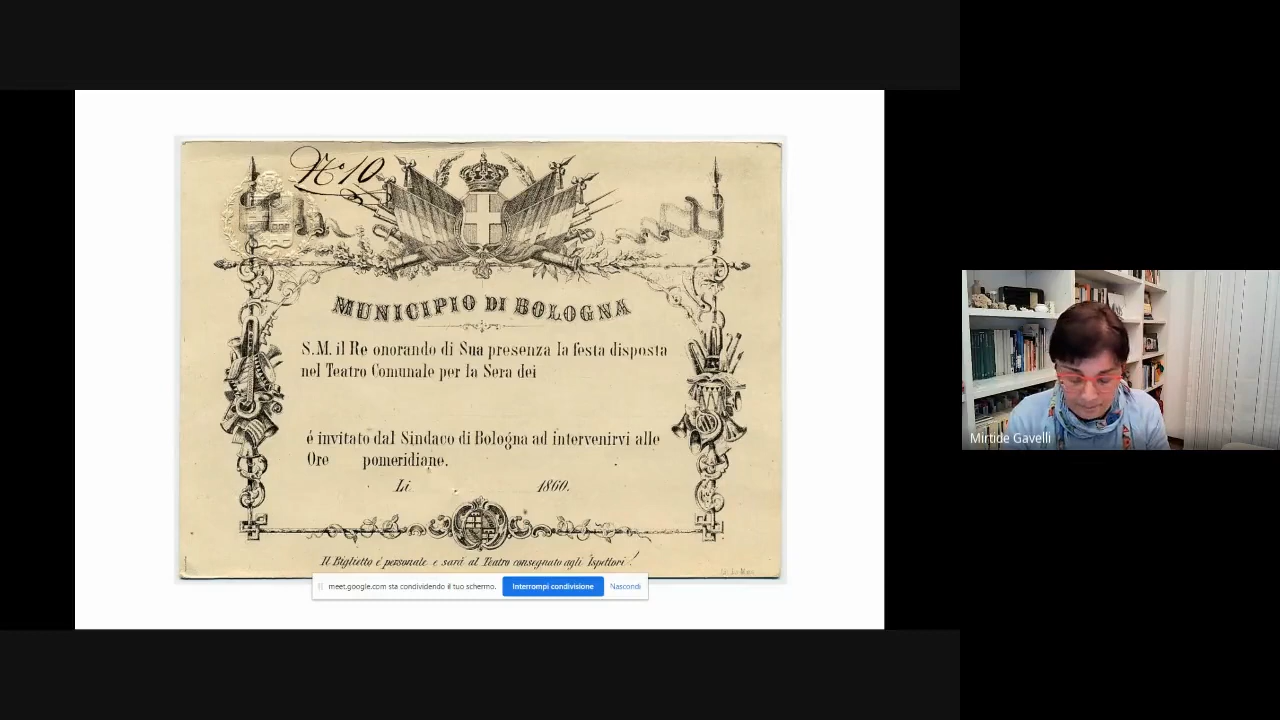 N.º 10
MUNICIPIO DI BOLOGNA
S.M. il Re onorando di Sua presenza la festa disposta
nel Teatro Comunale per la Sera dei
é invitato dal Sindaco di Bologna ad intervenirvi alle
Ore pomeridiane.
Li 1860.
Il Biglietto é personale e sará al Teatro consegnato agli Ispettori!
meet.google.com sta condividendo il tuo schermo. Interrompi condivisione Nascondi
Mirtide Gavelli